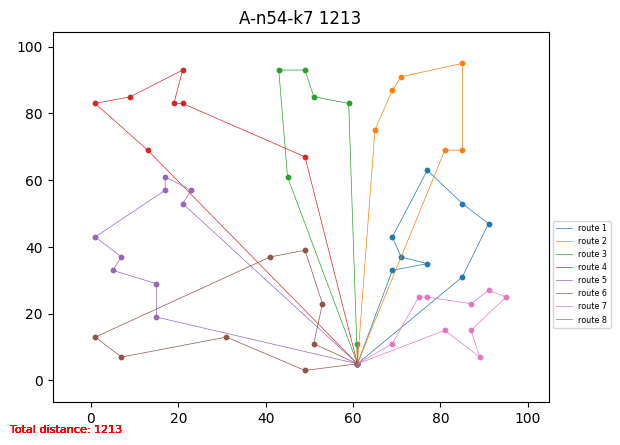 A-n54-k7 1213
100
80
60
40
20
0
0 20 40 60 80 100
route 1
route 2
route 3
route 4
route 5
route 6
route 7
route 8
Total distance: 1213